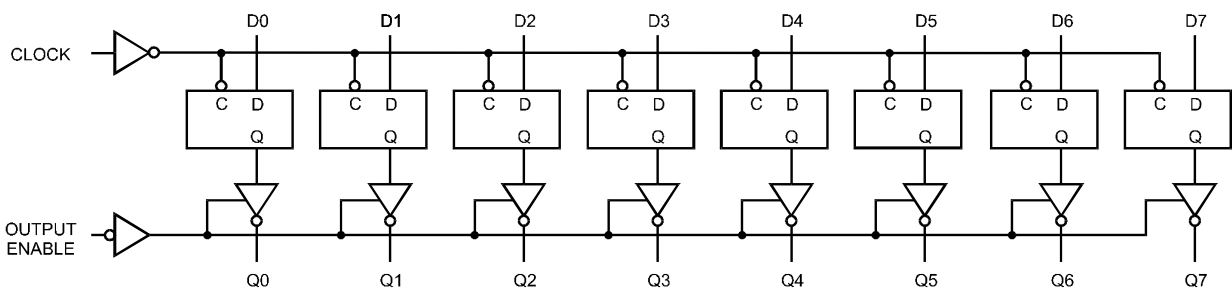 D0 D1 D2 D3 D4 D5 D6 D7
CLOCK
C D C D C D C D C D C D C D C D
Q Q Q Q Q Q Q Q
OUTPUT
ENABLE
Q0 Q1 Q2 Q3 Q4 Q5 Q6 Q7